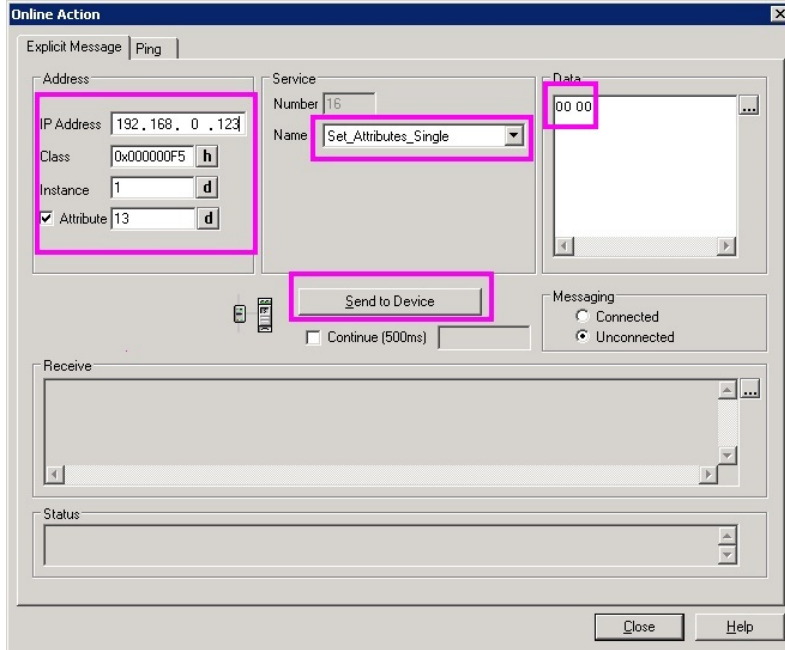 Online Action
Explicit Message
Ping
Address
IP Address 192.168. 0 .123
Class 0x000000F5 h
Instance 1 d
Attribute 13 d
Service
Number 16
Name Set_Attributes_Single
Data
00 00
...
Send to Device
Continue (500ms)
Messaging
Connected
Unconnected
Receive
...
Status
Close
Help